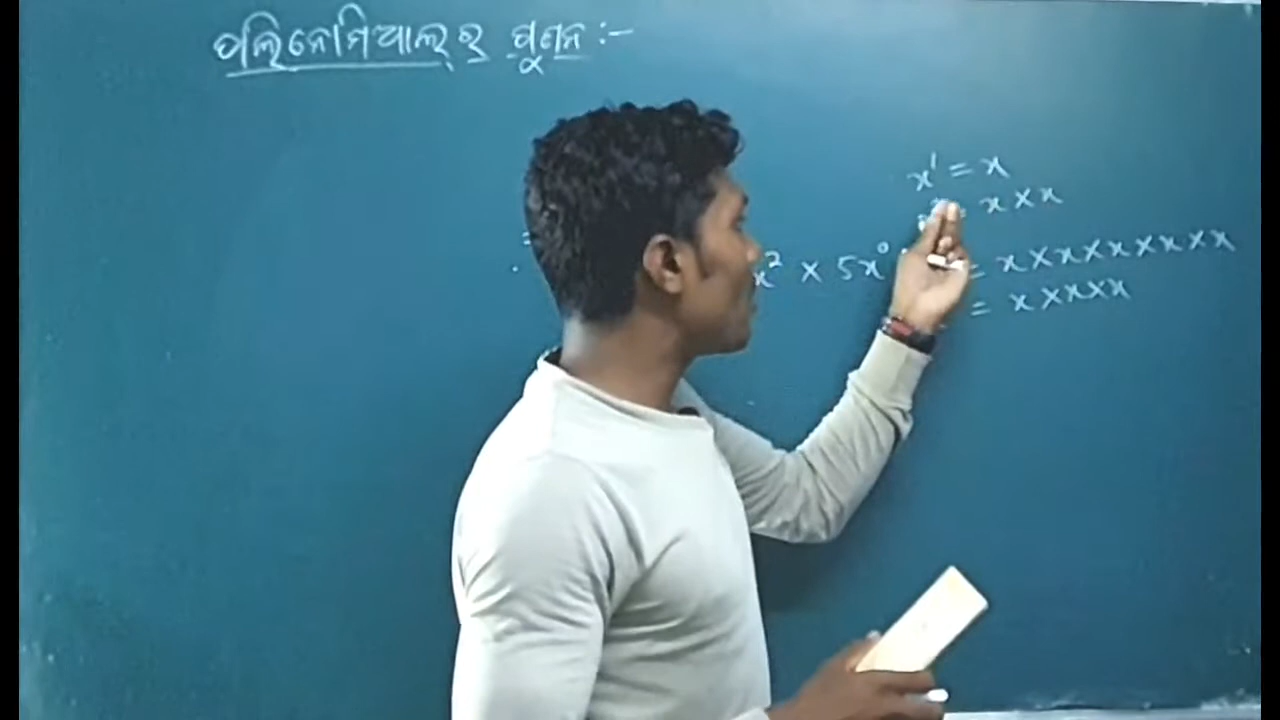 ପଲିନୋମିଆଲ୍‌ର ଗୁଣନ :-
x¹ = x
= x × x
x² × 5x⁰ = x × x × x × x × x
= x × x × x